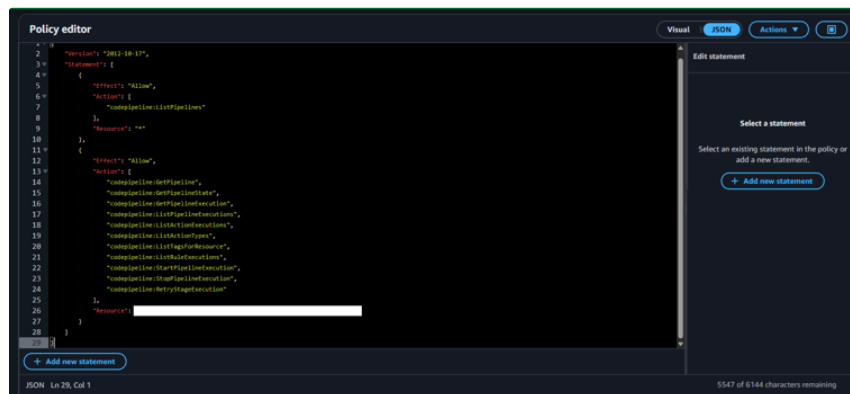 Policy editor
Visual
JSON
Actions ▼
1 {
2 "Version": "2012-10-17",
3 "Statement": [
4 {
5 "Effect": "Allow",
6 "Action": [
7 "codepipeline:ListPipelines"
8 ],
9 "Resource": "*"
10 },
11 {
12 "Effect": "Allow",
13 "Action": [
14 "codepipeline:GetPipeline",
15 "codepipeline:GetPipelineState",
16 "codepipeline:GetPipelineExecution",
17 "codepipeline:ListPipelineExecutions",
18 "codepipeline:ListActionExecutions",
19 "codepipeline:ListActionTypes",
20 "codepipeline:ListTagsForResource",
21 "codepipeline:ListRuleExecutions",
22 "codepipeline:StartPipelineExecution",
23 "codepipeline:StopPipelineExecution",
24 "codepipeline:RetryStageExecution"
25 ],
26 "Resource":
27 }
28 ]
29 }
+ Add new statement
JSON Ln 29, Col 1
Edit statement
Select a statement
Select an existing statement in the policy or
add a new statement.
+ Add new statement
5547 of 6144 characters remaining